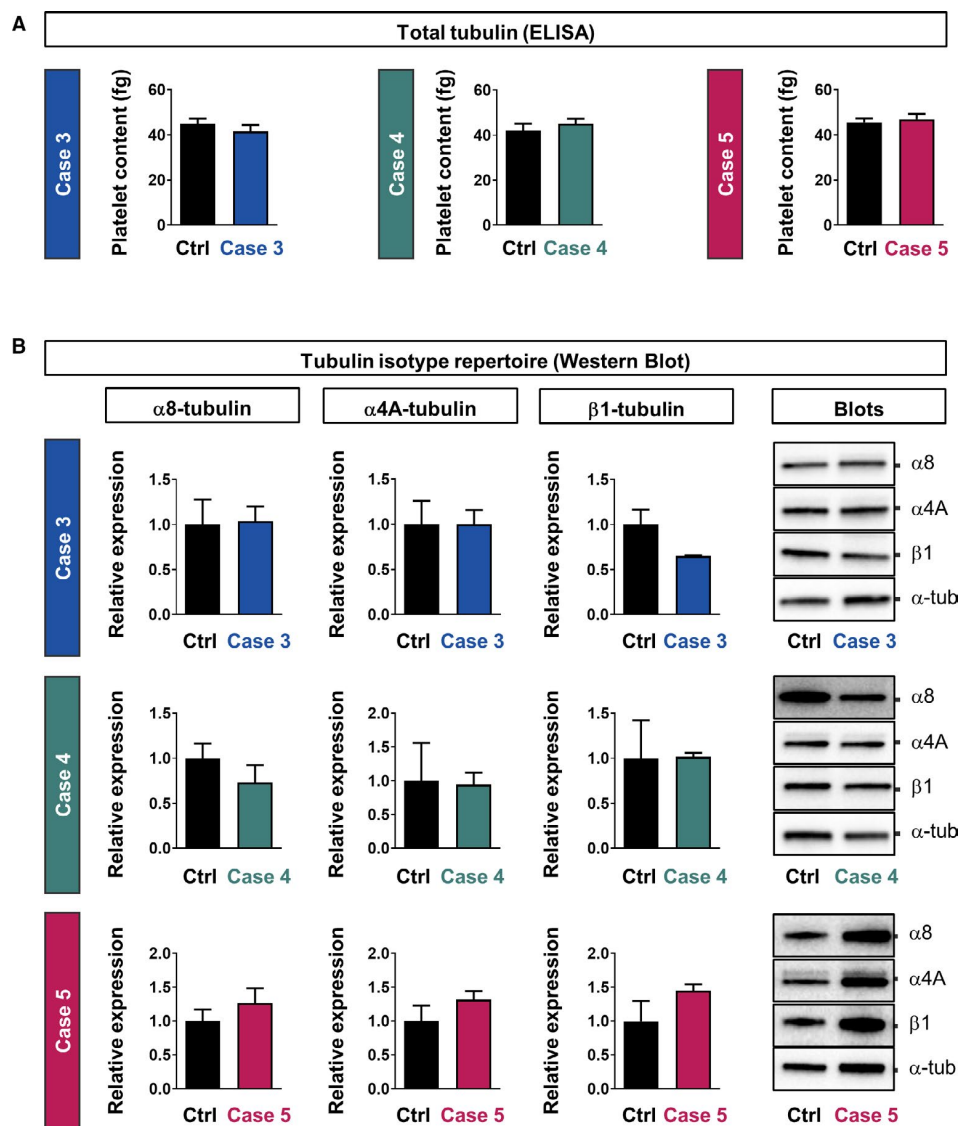 A
Total tubulin (ELISA)
Case 3
Platelet content (fg)
60
40
20
0
Ctrl Case 3
Case 4
Platelet content (fg)
60
40
20
0
Ctrl Case 4
Case 5
Platelet content (fg)
60
40
20
0
Ctrl Case 5
B
Tubulin isotype repertoire (Western Blot)
α8-tubulin
α4A-tubulin
β1-tubulin
Blots
Case 3
Relative expression
1.5
1.0
0.5
0.0
Ctrl Case 3
Relative expression
1.5
1.0
0.5
0.0
Ctrl Case 3
Relative expression
1.5
1.0
0.5
0.0
Ctrl Case 3
α8
α4A
β1
α-tub
Ctrl Case 3
Case 4
Relative expression
1.5
1.0
0.5
0.0
Ctrl Case 4
Relative expression
2.0
1.5
1.0
0.5
0.0
Ctrl Case 4
Relative expression
1.5
1.0
0.5
0.0
Ctrl Case 4
α8
α4A
β1
α-tub
Ctrl Case 4
Case 5
Relative expression
2.0
1.5
1.0
0.5
0.0
Ctrl Case 5
Relative expression
2.0
1.5
1.0
0.5
0.0
Ctrl Case 5
Relative expression
2.0
1.5
1.0
0.5
0.0
Ctrl Case 5
α8
α4A
β1
α-tub
Ctrl Case 5